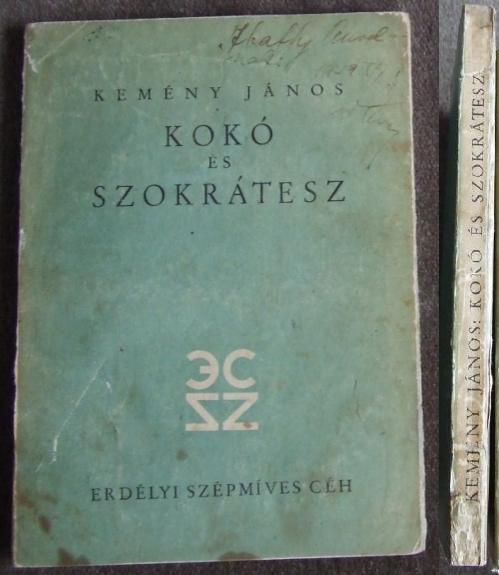 KEMÉNY JÁNOS
KOKÓ
ÉS
SZOKRÁTESZ
ERDÉLYI SZÉPMÍVES CÉH
KEMÉNY JÁNOS: KOKÓ ÉS SZOKRÁTESZ